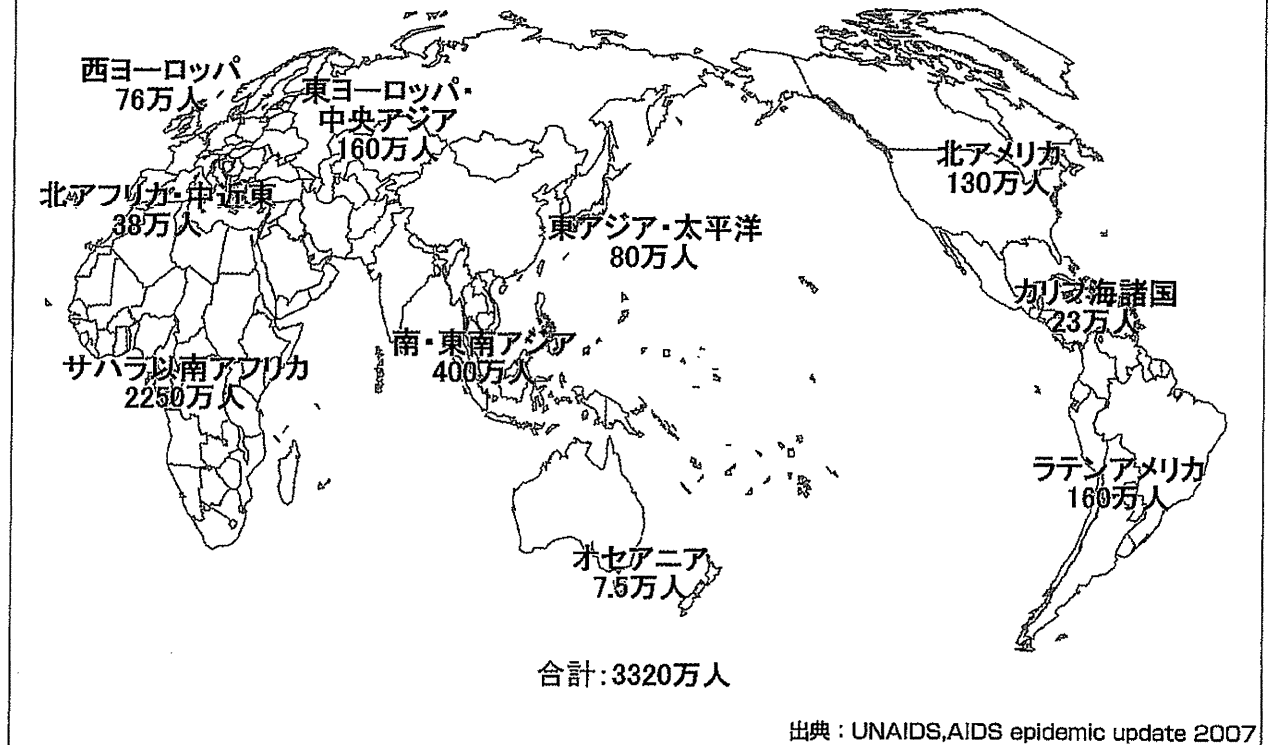 西ヨーロッパ
76万人
東ヨーロッパ・
中央アジア
160万人
北アフリカ・中近東
38万人
北アメリカ
130万人
東アジア・太平洋
80万人
カリブ海諸国
23万人
南・東南アジア
400万人
サハラ以南アフリカ
2250万人
ラテンアメリカ
160万人
オセアニア
7.5万人
合計:3320万人
出典:UNAIDS,AIDS epidemic update 2007